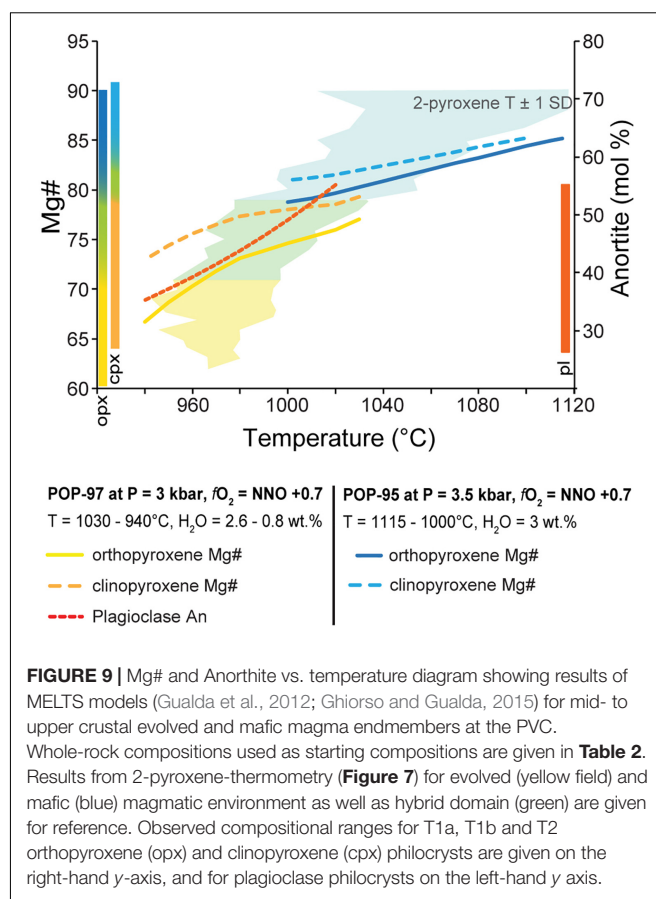 95
90
85
80
75
70
65
60
Mg#
opx
cpx
2-pyroxene T ± 1 SD
80
70
60
50
40
30
Anortite (mol %)
pl
960
1000
1040
1080
1120
Temperature (°C)
POP-97 at P = 3 kbar, fO2 = NNO +0.7
T = 1030 - 940°C, H2O = 2.6 - 0.8 wt.%
orthopyroxene Mg#
clinopyroxene Mg#
Plagioclase An
POP-95 at P = 3.5 kbar, fO2 = NNO +0.7
T = 1115 - 1000°C, H2O = 3 wt.%
orthopyroxene Mg#
clinopyroxene Mg#
FIGURE 9 | Mg# and Anorthite vs. temperature diagram showing results of
MELTS models (Gualda et al., 2012; Ghiorso and Gualda, 2015) for mid- to
upper crustal evolved and mafic magma endmembers at the PVC.
Whole-rock compositions used as starting compositions are given in Table 2.
Results from 2-pyroxene-thermometry (Figure 7) for evolved (yellow field) and
mafic (blue) magmatic environment as well as hybrid domain (green) are given
for reference. Observed compositional ranges for T1a, T1b and T2
orthopyroxene (opx) and clinopyroxene (cpx) philocrysts are given on the
right-hand y-axis, and for plagioclase philocrysts on the left-hand y axis.